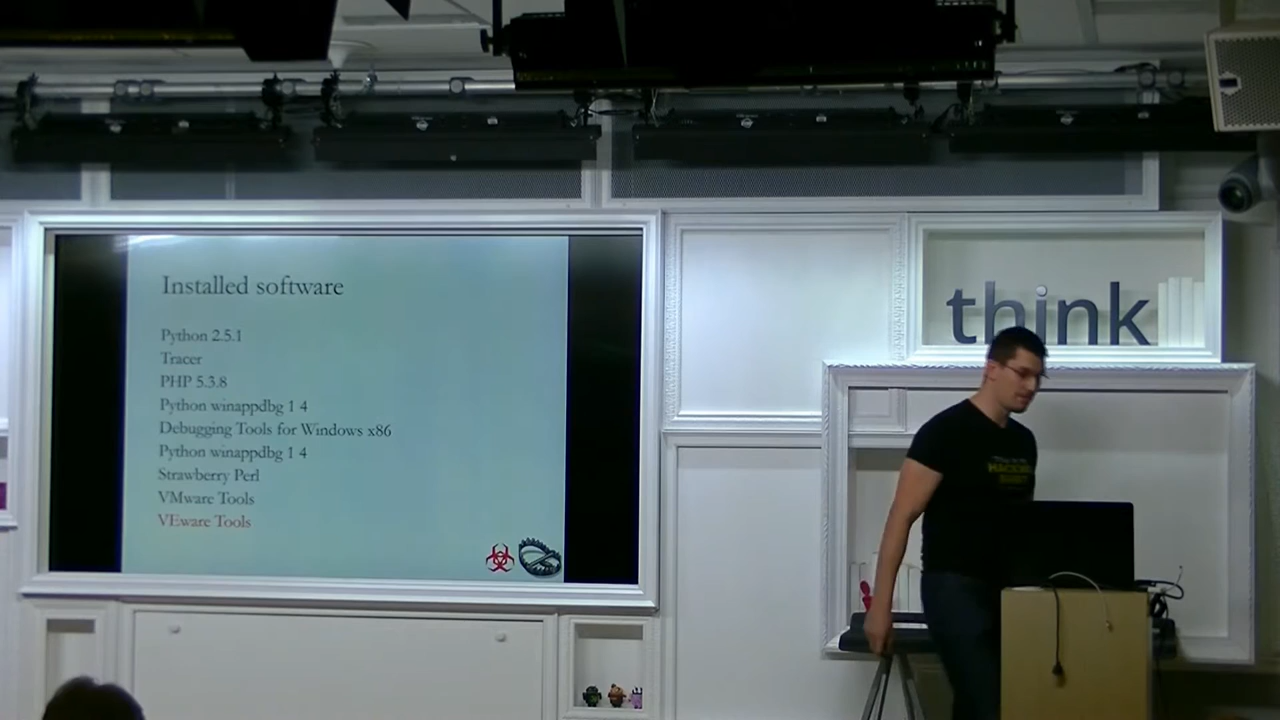 Installed software
Python 2.5.1
Tracer
PHP 5.3.8
Python winappdbg 1 4
Debugging Tools for Windows x86
Python winappdbg 1 4
Strawberry Perl
VMware Tools
VEware Tools
think